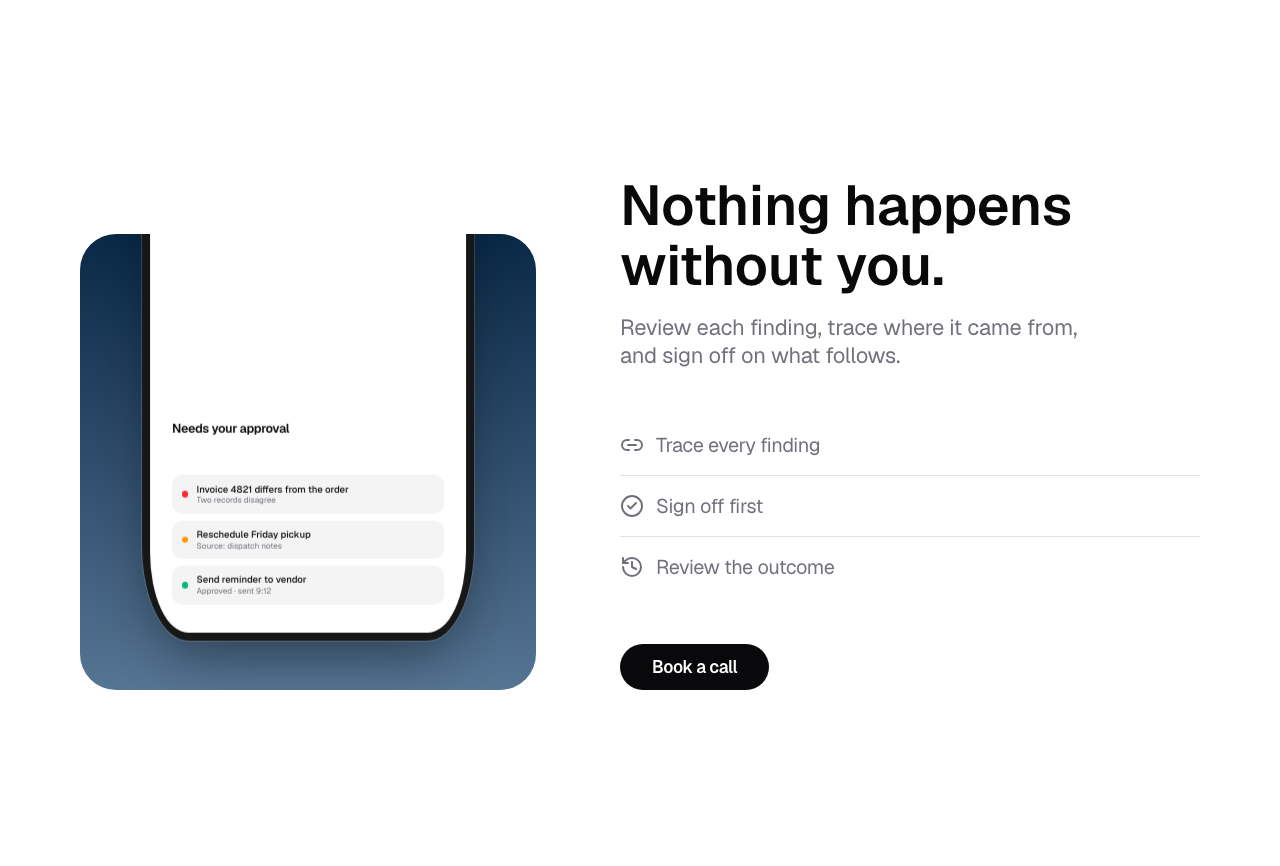 Nothing happens
without you.
Review each finding, trace where it came from,
and sign off on what follows.
Trace every finding
Sign off first
Review the outcome
Book a call
Needs your approval
Invoice 4821 differs from the order
Two records disagree
Reschedule Friday pickup
Source: dispatch notes
Send reminder to vendor
Approved · sent 9:12